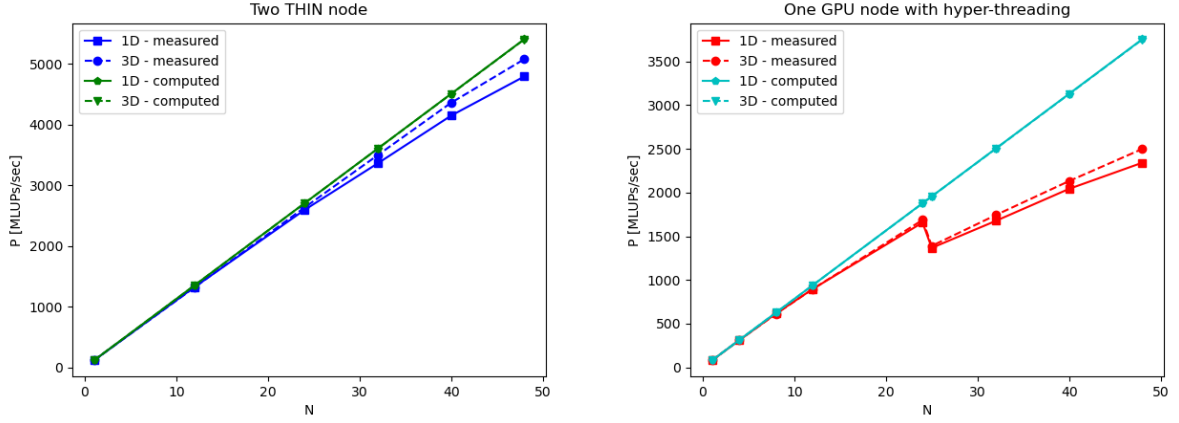 Two THIN node
1D - measured
3D - measured
1D - computed
3D - computed
P [MLUPs/sec]
5000
4000
3000
2000
1000
0
0 10 20 30 40 50
N
One GPU node with hyper-threading
1D - measured
3D - measured
1D - computed
3D - computed
P [MLUPs/sec]
3500
3000
2500
2000
1500
1000
500
0
0 10 20 30 40 50
N